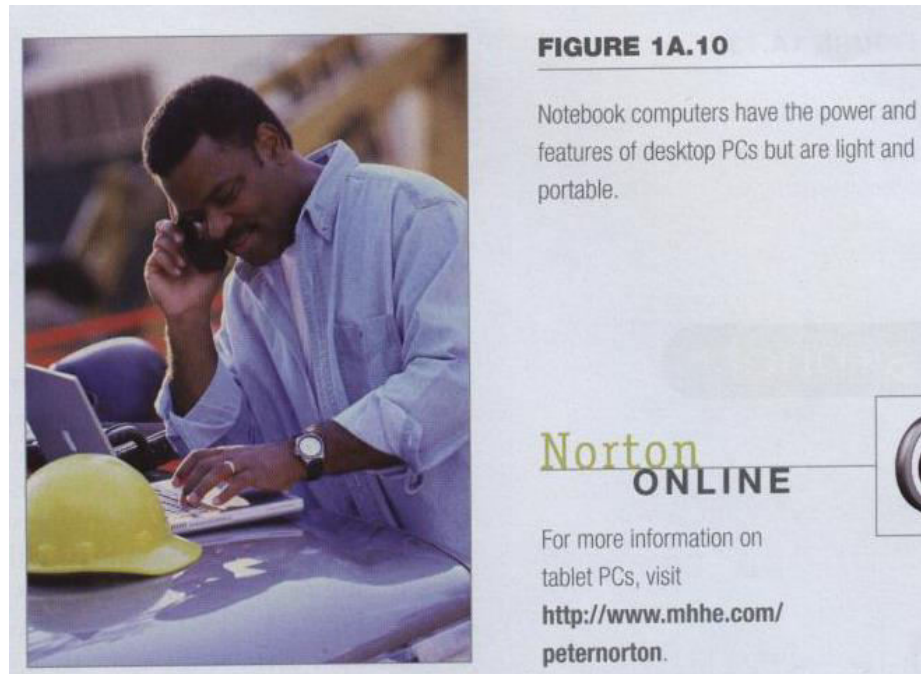 FIGURE 1A.10
Notebook computers have the power and
features of desktop PCs but are light and
portable.
Norton
ONLINE
For more information on
tablet PCs, visit
http://www.mhhe.com/
peternorton.